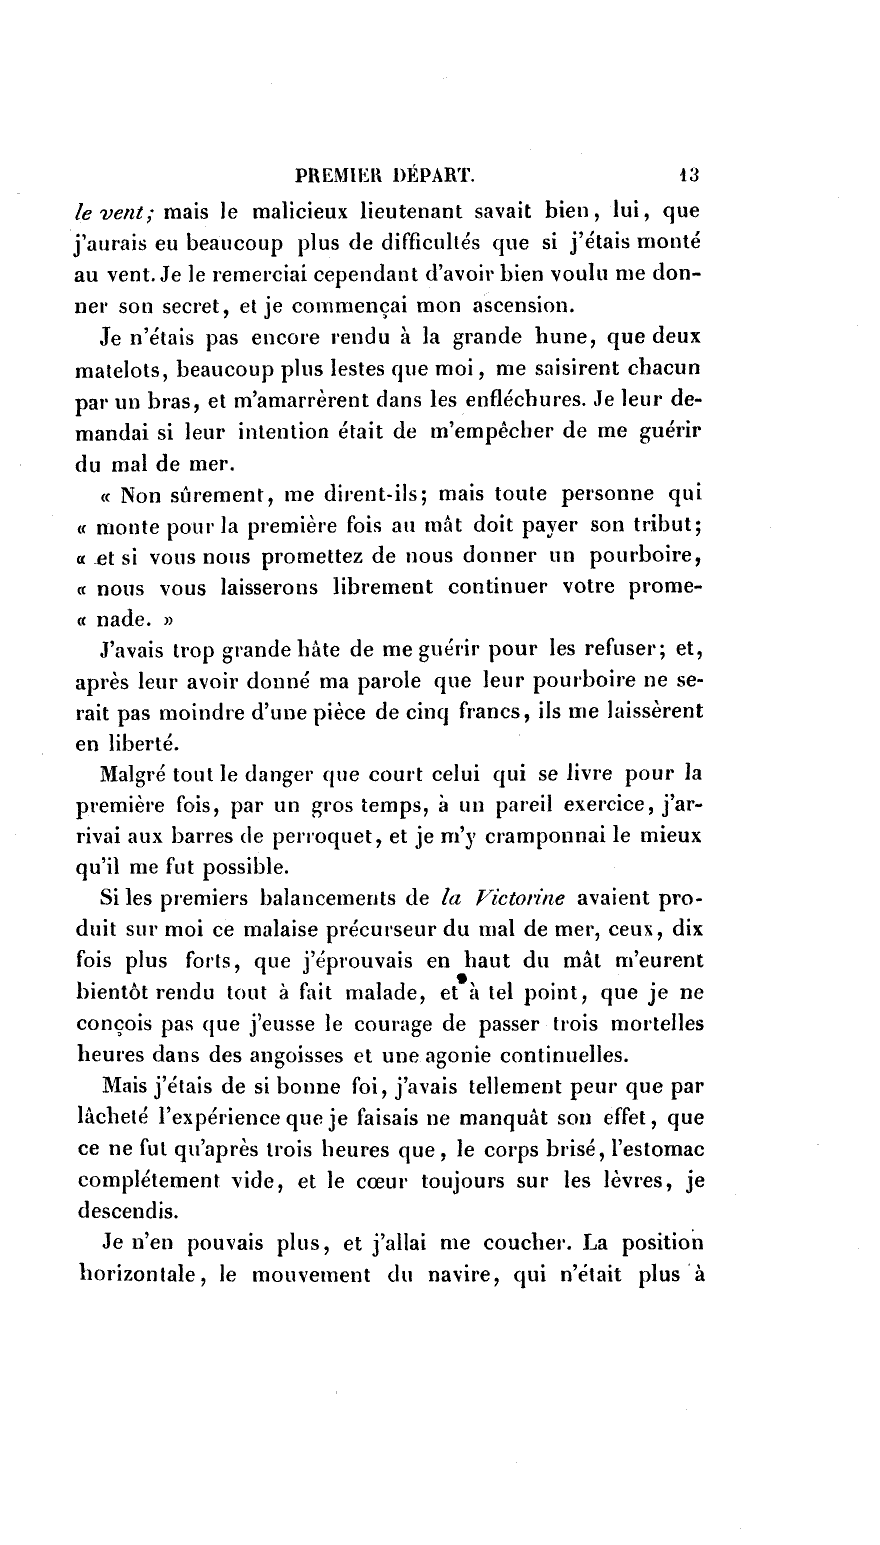 PREMIER DÉPART. 13
le vent; mais le malicieux lieutenant savait bien, lui, que
j'aurais eu beaucoup plus de difficultés que si j'étais monté
au vent. Je le remerciai cependant d'avoir bien voulu me don-
ner son secret, et je commençai mon ascension.
Je n'étais pas encore rendu à la grande hune, que deux
matelots, beaucoup plus lestes que moi, me saisirent chacun
par un bras, et m'amarrèrent dans les enfléchures. Je leur de-
mandai si leur intention était de m'empêcher de me guérir
du mal de mer.
« Non sûrement, me dirent-ils; mais toute personne qui
« monte pour la première fois au mât doit payer son tribut;
« et si vous nous promettez de nous donner un pourboire,
« nous vous laisserons librement continuer votre prome-
« nade. »
J'avais trop grande hâte de me guérir pour les refuser; et,
après leur avoir donné ma parole que leur pourboire ne se-
rait pas moindre d'une pièce de cinq francs, ils me laissèrent
en liberté.
Malgré tout le danger que court celui qui se livre pour la
première fois, par un gros temps, à un pareil exercice, j'ar-
rivai aux barres de perroquet, et je m'y cramponnai le mieux
qu'il me fut possible.
Si les premiers balancements de la Victorine avaient pro-
duit sur moi ce malaise précurseur du mal de mer, ceux, dix
fois plus forts, que j'éprouvais en haut du mât m'eurent
bientôt rendu tout à fait malade, et à tel point, que je ne
conçois pas que j'eusse le courage de passer trois mortelles
heures dans des angoisses et une agonie continuelles.
Mais j'étais de si bonne foi, j'avais tellement peur que par
lâcheté l'expérience que je faisais ne manquât son effet, que
ce ne fut qu'après trois heures que, le corps brisé, l'estomac
complétement vide, et le cœur toujours sur les lèvres, je
descendis.
Je n'en pouvais plus, et j'allai me coucher. La position
horizontale, le mouvement du navire, qui n'était plus à